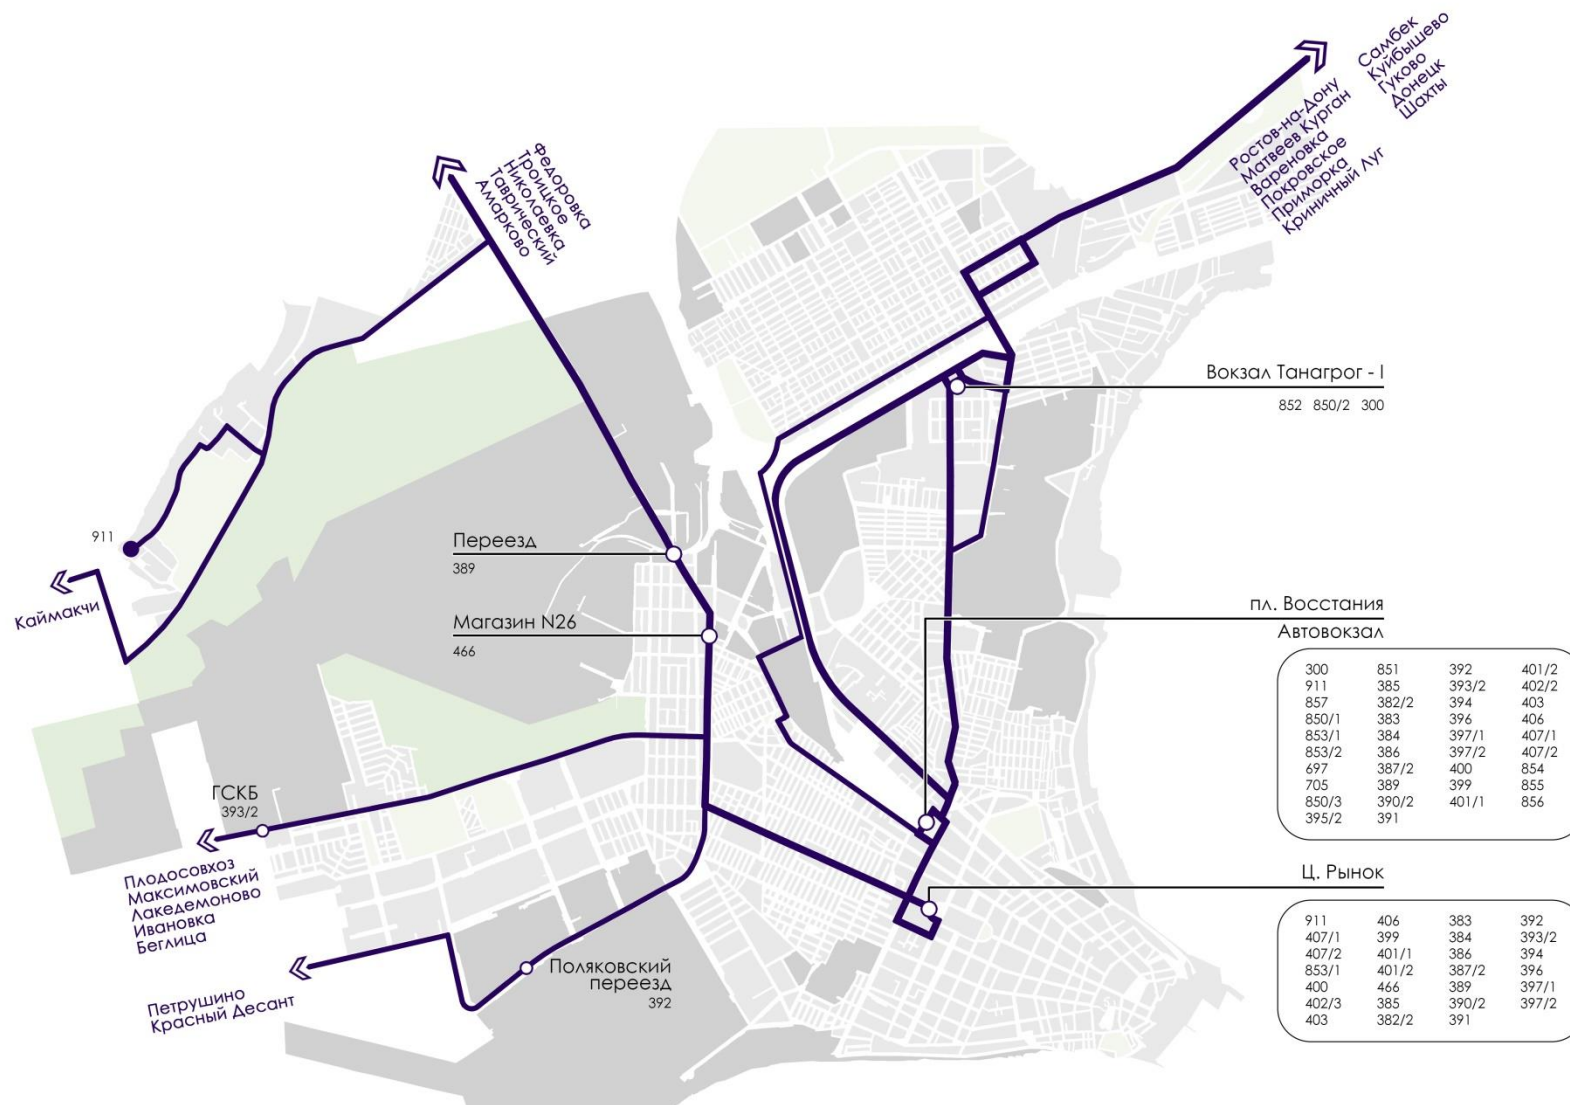 Самбек
Куйбышево
Гуково
Донецк
Шахты
Ростов-на-Дону
Матвеев Курган
Вареновка
Покровское
Приморка
Криничный Луг
Федоровка
Троицкое
Николаевка
Таврический
Амарково
Вокзал Танагрог - I
852 850/2 300
911
Каймакчи
Переезд
389
Магазин N26
466
пл. Восстания
Автовокзал
300 851 392 401/2
911 385 393/2 402/2
857 382/2 394 403
850/1 383 396 406
853/1 384 397/1 407/1
853/2 386 397/2 407/2
697 387/2 400 854
705 389 399 855
850/3 390/2 401/1 856
395/2 391
ГСКБ
393/2
Плодосовхоз
Максимовский
Лакедемоново
Ивановка
Беглица
Ц. Рынок
911 406 383 392
407/1 399 384 393/2
407/2 401/1 386 394
853/1 401/2 387/2 396
400 466 389 397/1
402/3 385 390/2 397/2
403 382/2 391
Поляковский
переезд
392
Петрушино
Красный Десант